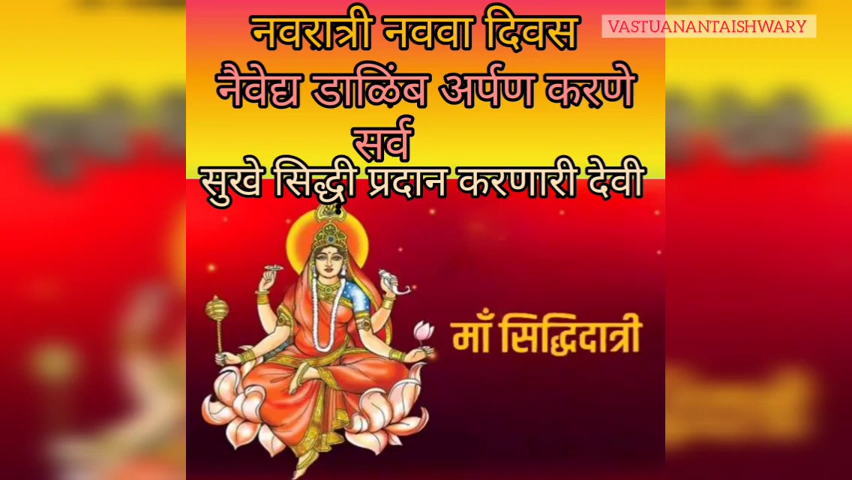 VASTUANANTAISHWARY
नवरात्री नववा दिवस
नैवेद्य डाळिंब अर्पण करणे
सर्व
सुखे सिद्धी प्रदान करणारी देवी
माँ सिद्धिदात्री